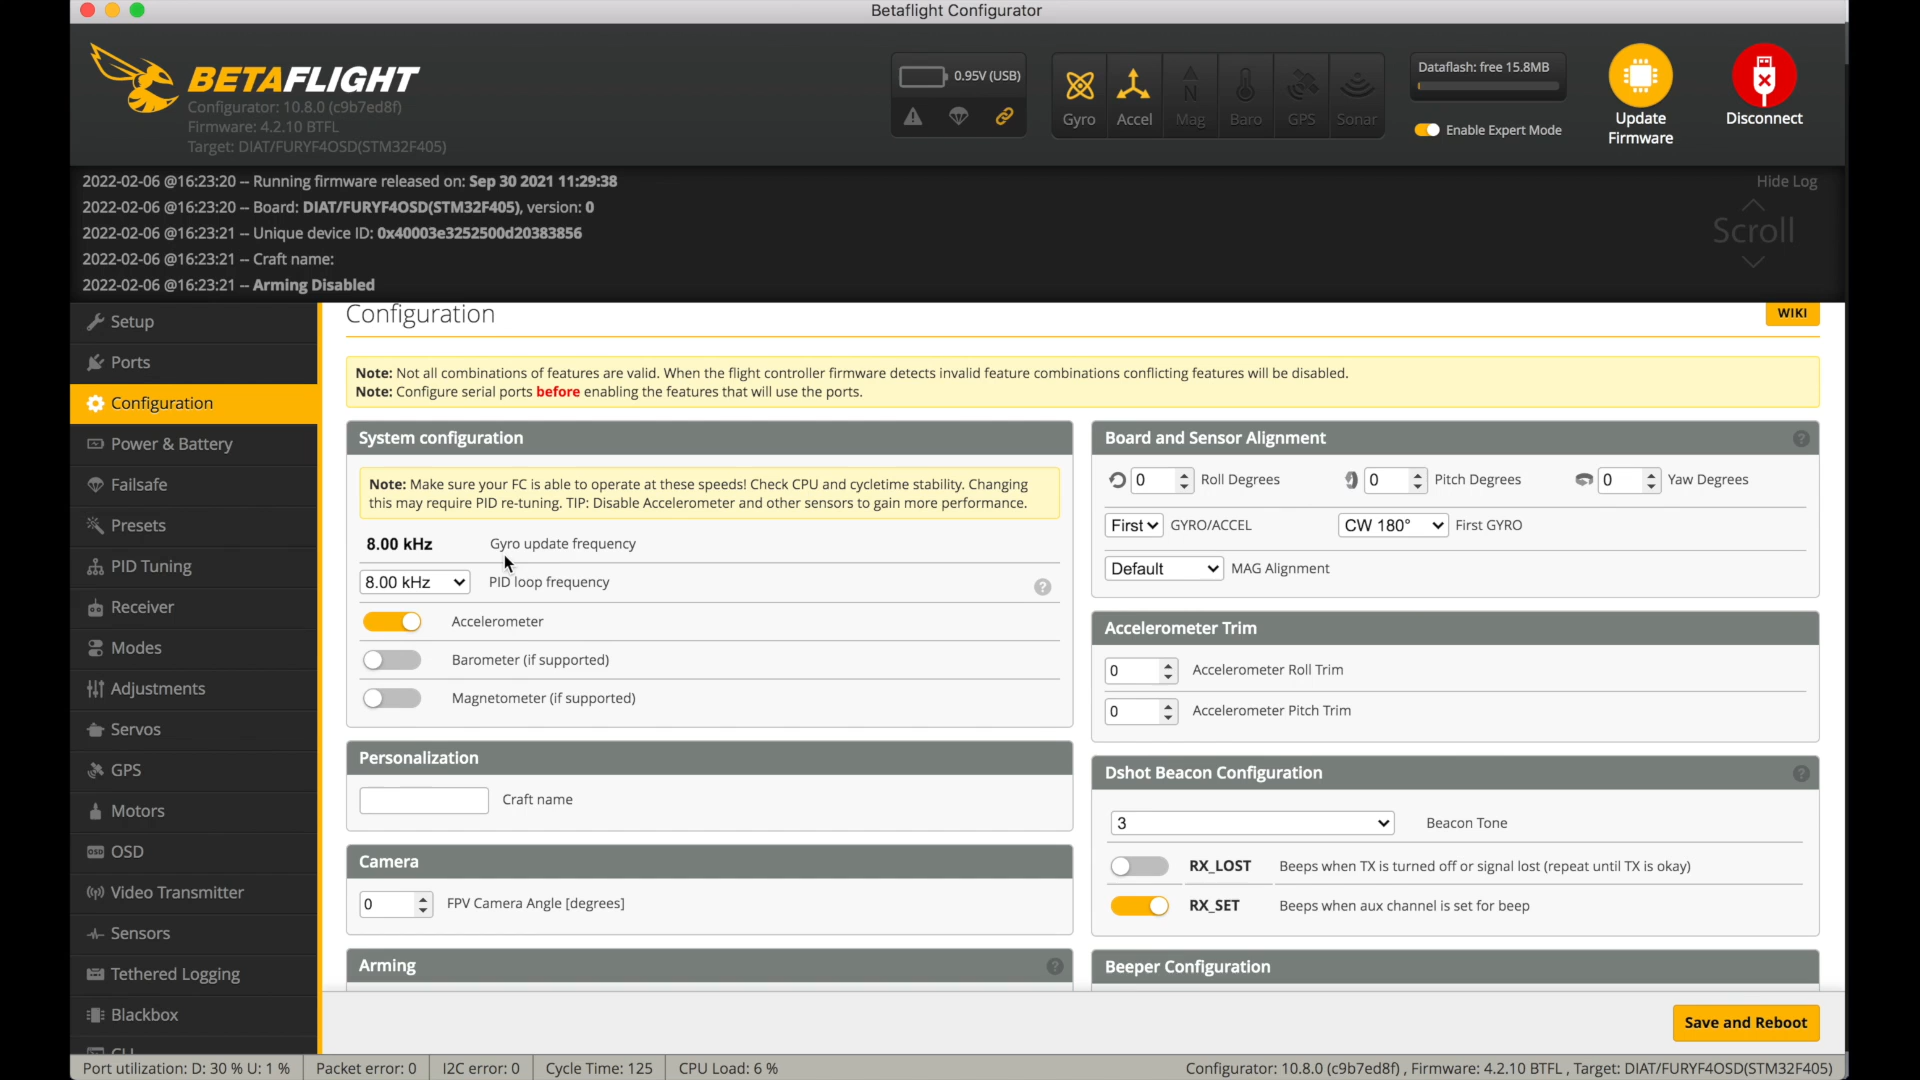 Betaflight Configurator
BETAFLIGHT
Configurator: 10.8.0 (c9b7ed8f)
Firmware: 4.2.10 BTFL
Target: DIAT/FURYF4OSD(STM32F405)
0.95V (USB)
Gyro
Accel
N
Mag
Baro
GPS
Sonar
Dataflash: free 15.8MB
Enable Expert Mode
Update
Firmware
Disconnect
2022-02-06 @16:23:20 -- Running firmware released on: Sep 30 2021 11:29:38
2022-02-06 @16:23:20 -- Board: DIAT/FURYF4OSD(STM32F405), version: 0
2022-02-06 @16:23:21 -- Unique device ID: 0x40003e3252500d20383856
2022-02-06 @16:23:21 -- Craft name:
2022-02-06 @16:23:21 -- Arming Disabled
Hide Log
Scroll
Setup
Ports
Configuration
Power & Battery
Failsafe
Presets
PID Tuning
Receiver
Modes
Adjustments
Servos
GPS
Motors
OSD
Video Transmitter
Sensors
Tethered Logging
Blackbox
Configuration
WIKI
Note: Not all combinations of features are valid. When the flight controller firmware detects invalid feature combinations conflicting features will be disabled.
Note: Configure serial ports before enabling the features that will use the ports.
System configuration
Note: Make sure your FC is able to operate at these speeds! Check CPU and cycletime stability. Changing
this may require PID re-tuning. TIP: Disable Accelerometer and other sensors to gain more performance.
8.00 kHz Gyro update frequency
8.00 kHz PID loop frequency ?
Accelerometer
Barometer (if supported)
Magnetometer (if supported)
Personalization
Craft name
Camera
0 FPV Camera Angle [degrees]
Arming ?
Board and Sensor Alignment ?
0 Roll Degrees 0 Pitch Degrees 0 Yaw Degrees
First GYRO/ACCEL CW 180° First GYRO
Default MAG Alignment
Accelerometer Trim
0 Accelerometer Roll Trim
0 Accelerometer Pitch Trim
Dshot Beacon Configuration ?
3 Beacon Tone
RX_LOST Beeps when TX is turned off or signal lost (repeat until TX is okay)
RX_SET Beeps when aux channel is set for beep
Beeper Configuration
Save and Reboot
Port utilization: D: 30 % U: 1 % Packet error: 0 I2C error: 0 Cycle Time: 125 CPU Load: 6 % Configurator: 10.8.0 (c9b7ed8f) , Firmware: 4.2.10 BTFL , Target: DIAT/FURYF4OSD(STM32F405)